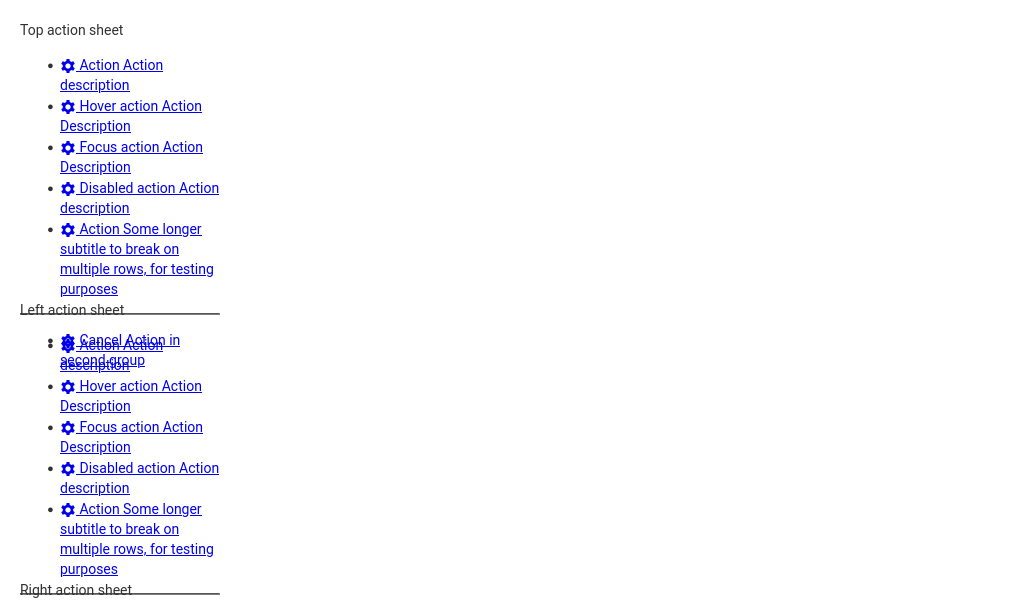 Top action sheet
Action Action
description
Hover action Action
Description
Focus action Action
Description
Disabled action Action
description
Action Some longer
subtitle to break on
multiple rows, for testing
purposes
Left action sheet
Cancel Action in
second group
Action Action
description
Hover action Action
Description
Focus action Action
Description
Disabled action Action
description
Action Some longer
subtitle to break on
multiple rows, for testing
purposes
Right action sheet